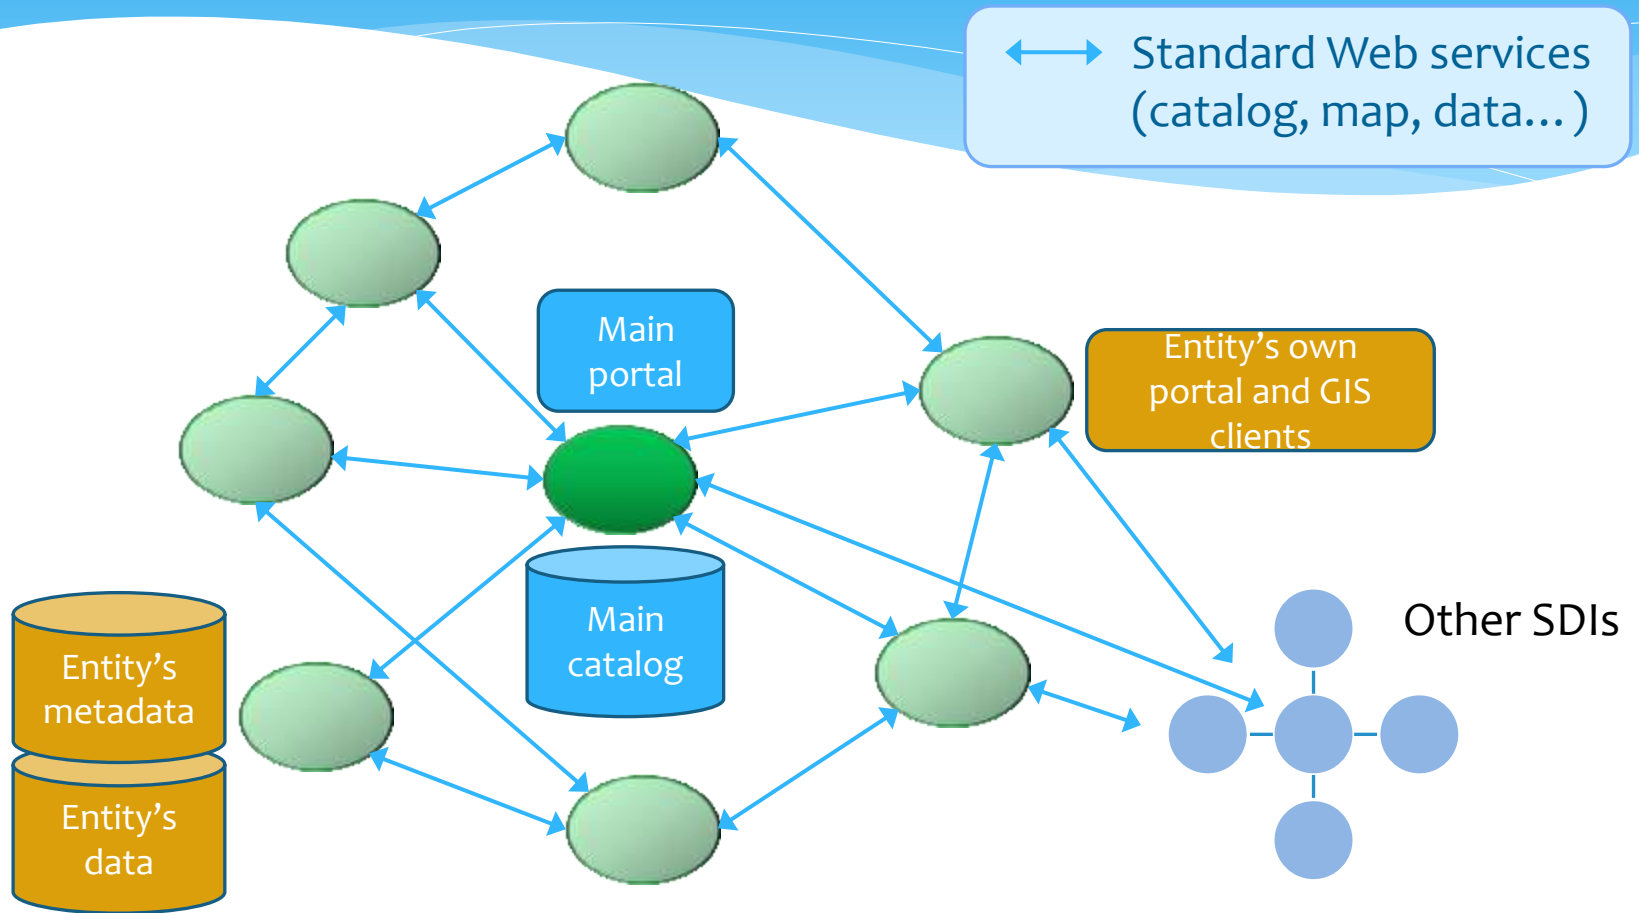 Standard Web services
(catalog, map, data… )
Main
portal
Entity’s own
portal and GIS
clients
Main
catalog
Other SDIs
Entity’s
metadata
Entity’s
data